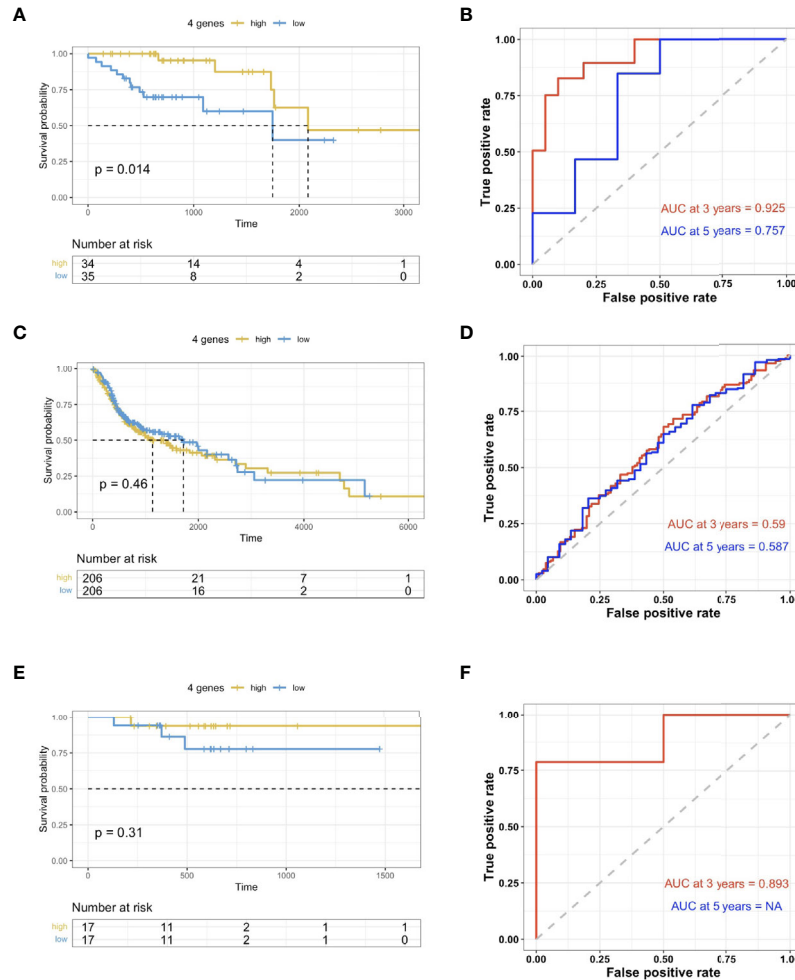 A
4 genes high low
1.00
0.75
0.50
0.25
0.00
Survival probability
p = 0.014
0 1000 2000 3000
Time
Number at risk
high 34 14 4 1
low 35 8 2 0
B
1.00
0.75
0.50
0.25
0.00
True positive rate
AUC at 3 years = 0.925
AUC at 5 years = 0.757
0.00 0.25 0.50 0.75 1.00
False positive rate
C
4 genes high low
1.00
0.75
0.50
0.25
0.00
Survival probability
p = 0.46
0 2000 4000 6000
Time
Number at risk
high 206 21 7 1
low 206 16 2 0
D
1.00
0.75
0.50
0.25
0.00
True positive rate
AUC at 3 years = 0.59
AUC at 5 years = 0.587
0.00 0.25 0.50 0.75 1.00
False positive rate
E
4 genes high low
1.00
0.75
0.50
0.25
0.00
Survival probability
p = 0.31
0 500 1000 1500
Time
Number at risk
high 17 11 2 1 1
low 17 11 2 1 0
F
1.00
0.75
0.50
0.25
0.00
True positive rate
AUC at 3 years = 0.893
AUC at 5 years = NA
0.00 0.25 0.50 0.75 1.00
False positive rate